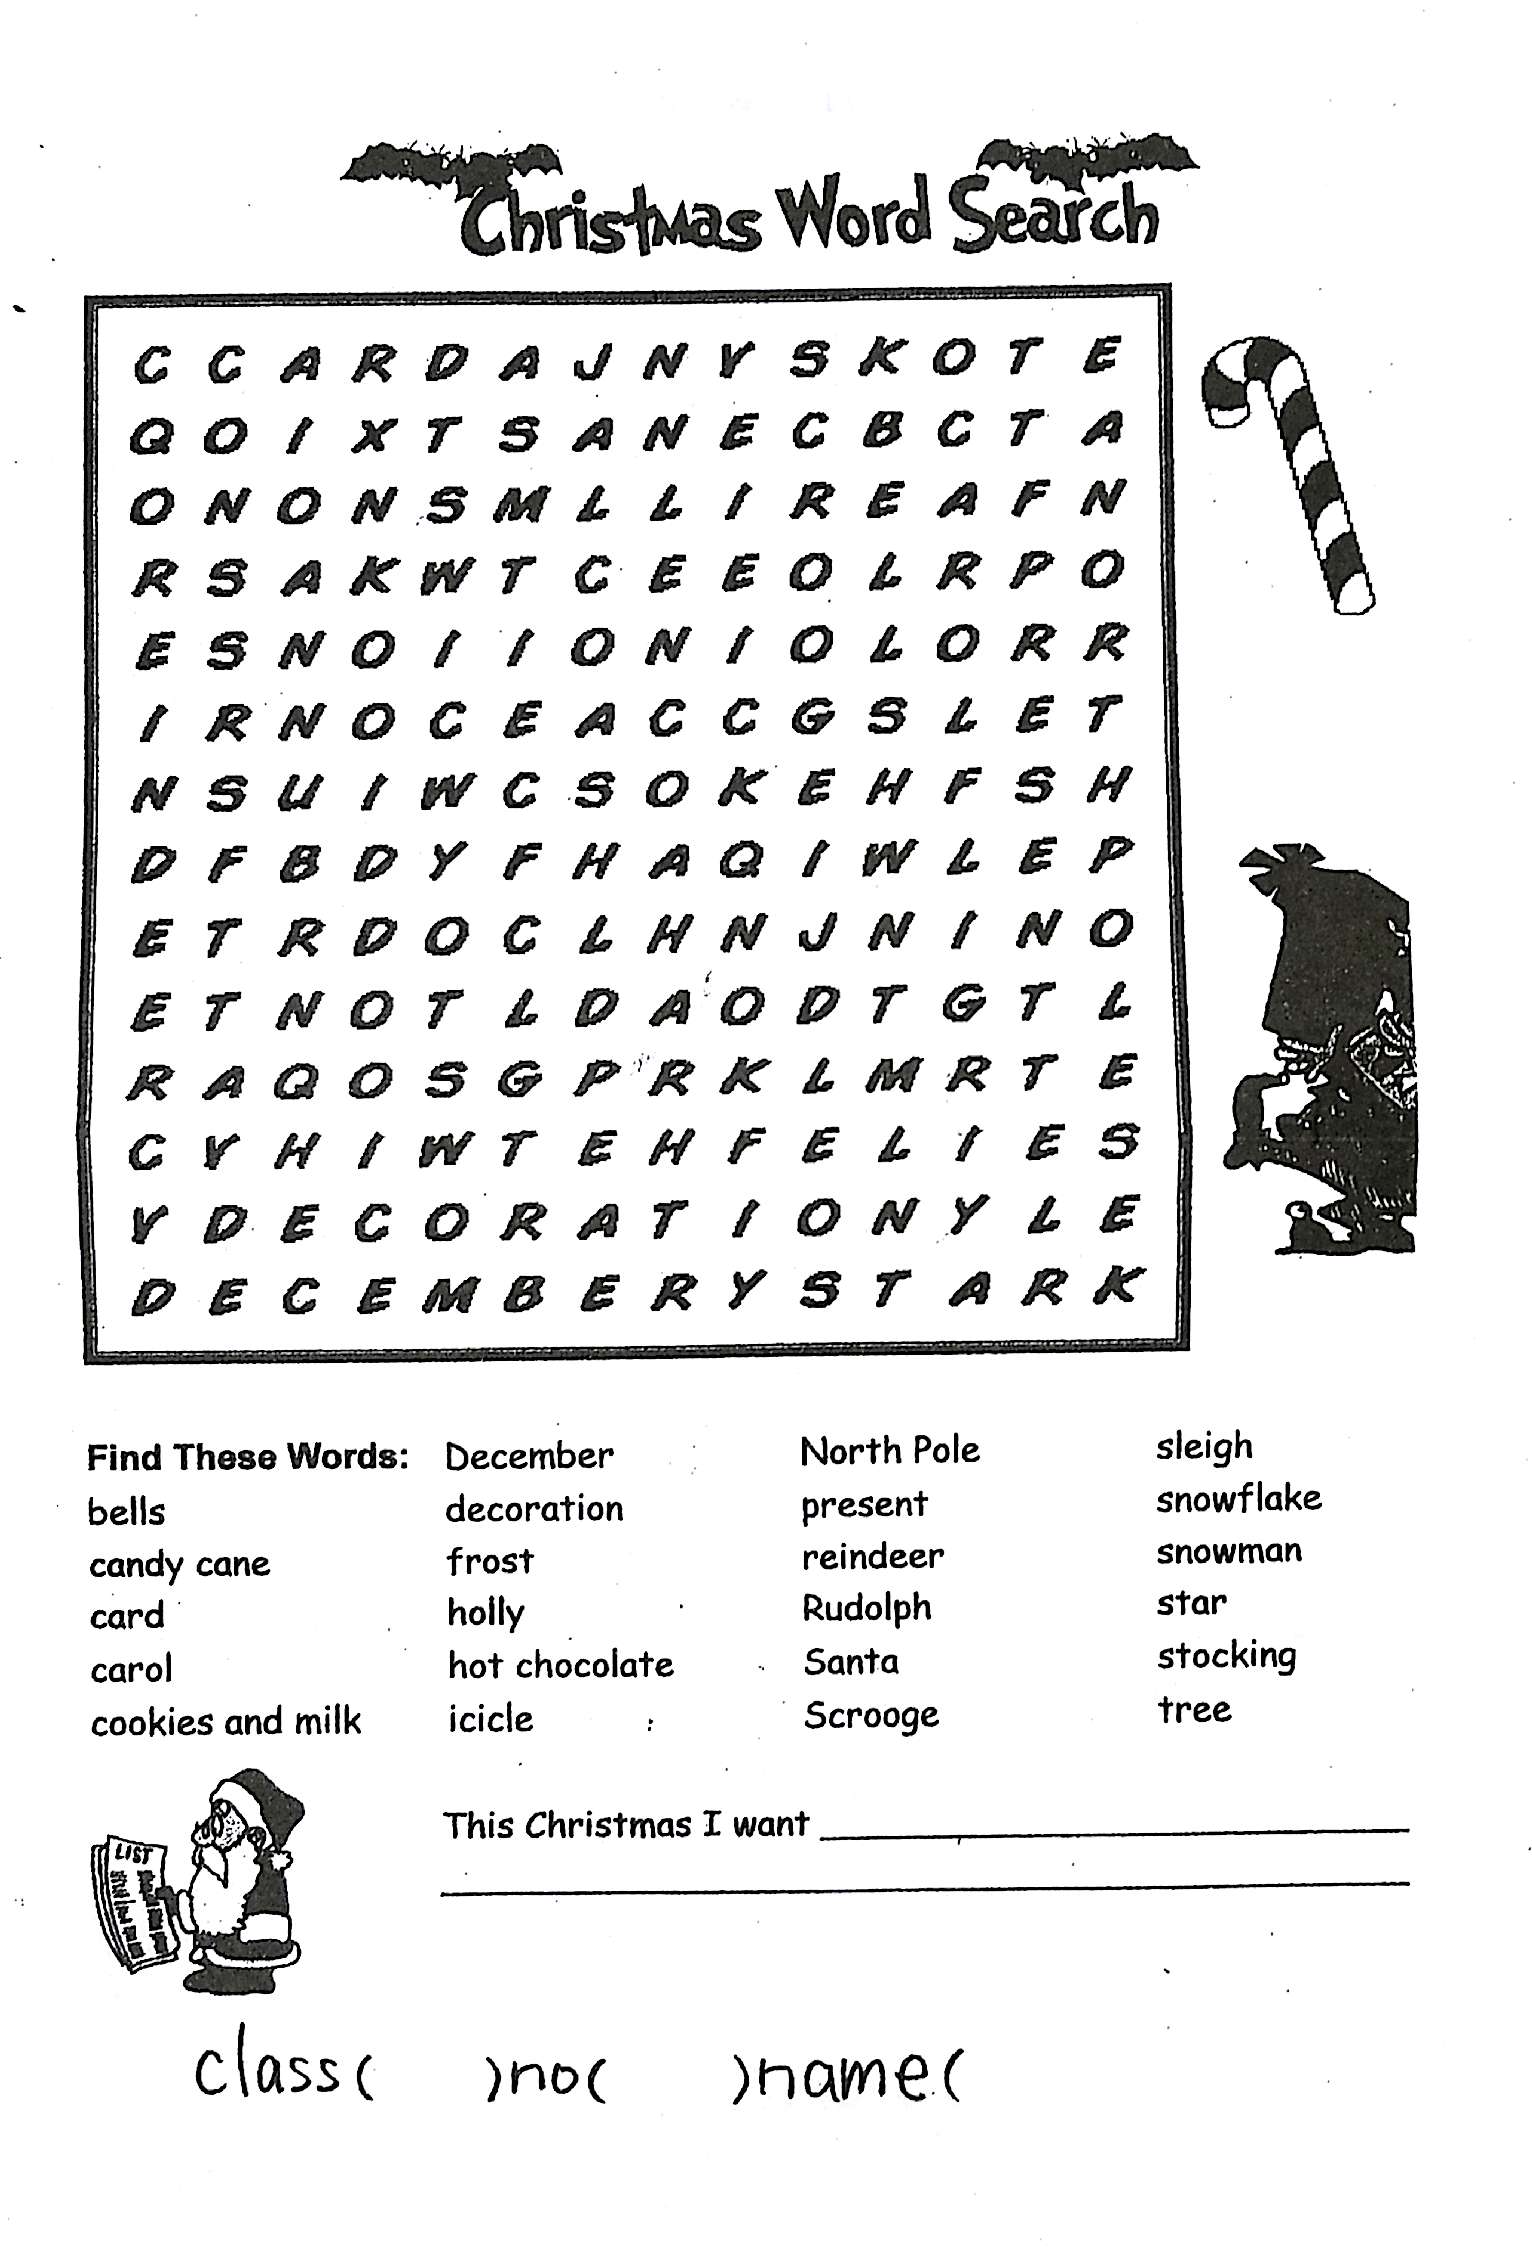 Christmas Word Search
C C A R D A J N Y S K O T E
Q O I X T S A N E C B C T A
O N O N S M L L I R E A F N
R S A K W T C E E O L R P O
E S N O I I O N I O L O R R
I R N O C E A C C G S L E T
N S U I W C S O K E H F S H
D F B D Y F H A Q I W L E P
E T R D O C L H N J N I N O
E T N O T L D A O D T G T L
R A Q O S G P R K L M R T E
C Y H I W T E H F E L I E S
Y D E C O R A T I O N Y L E
D E C E M B E R Y S T A R K
Find These Words: December North Pole sleigh
bells decoration present snowflake
candy cane frost reindeer snowman
card holly Rudolph star
carol hot chocolate Santa stocking
cookies and milk icicle Scrooge tree
LIST
This Christmas I want
class( )no( )name(